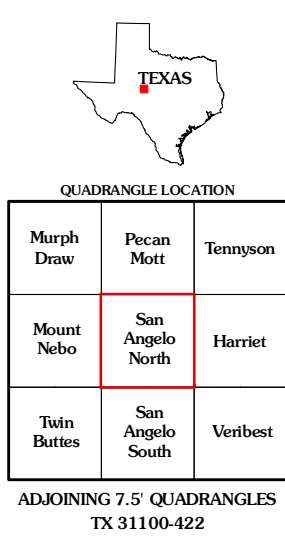 TEXAS
QUADRANGLE LOCATION
Murph
Draw
Pecan
Mott
Tennyson
Mount
Nebo
San
Angelo
North
Harriet
Twin
Buttes
San
Angelo
South
Veribest
ADJOINING 7.5' QUADRANGLES
TX 31100-422